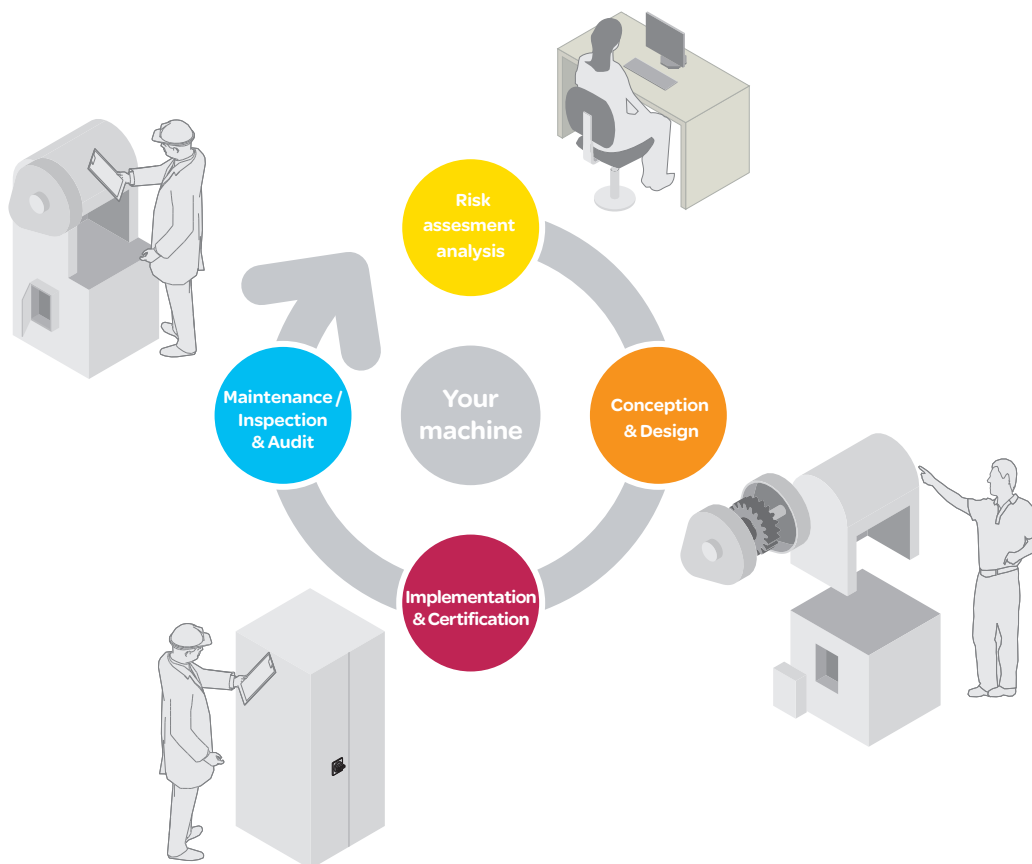 Risk
assesment
analysis
Conception
& Design
Implementation
& Certification
Maintenance /
Inspection
& Audit
Your
machine